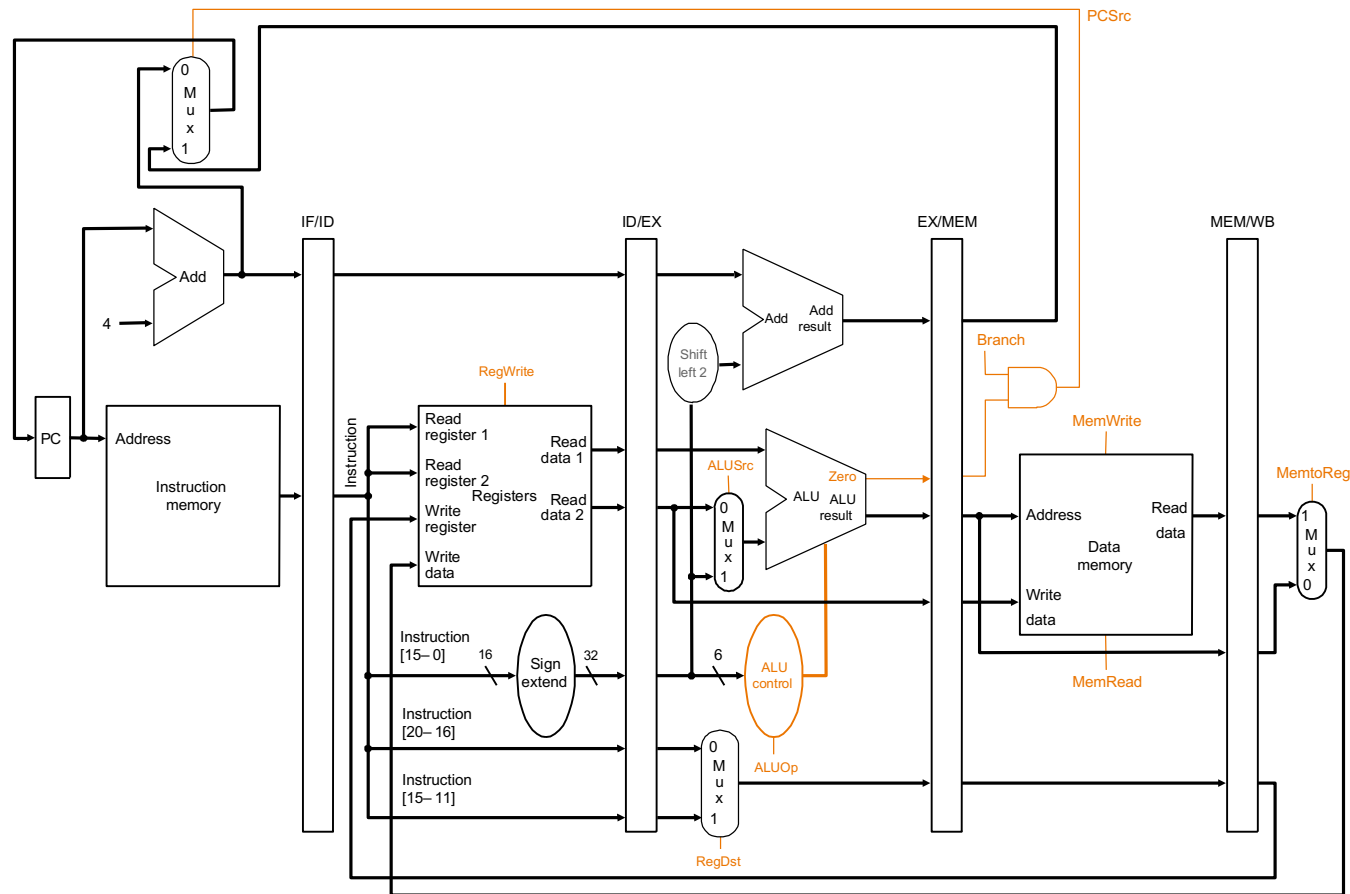 PCSrc
0
M
u
x
1
IF/ID
ID/EX
EX/MEM
MEM/WB
Add
4
Add
Add
result
Shift
left 2
Branch
RegWrite
PC
Address
Instruction
memory
Instruction
Read
register 1
Read
register 2
Write
register
Write
data
Registers
Read
data 1
Read
data 2
ALUSrc
0
M
u
x
1
Zero
ALU
ALU
result
MemWrite
Address
Read
data
Data
memory
Write
data
MemRead
MemtoReg
1
M
u
x
0
Instruction
[15– 0]
16
Sign
extend
32
6
ALU
control
ALUOp
Instruction
[20– 16]
Instruction
[15– 11]
0
M
u
x
1
RegDst